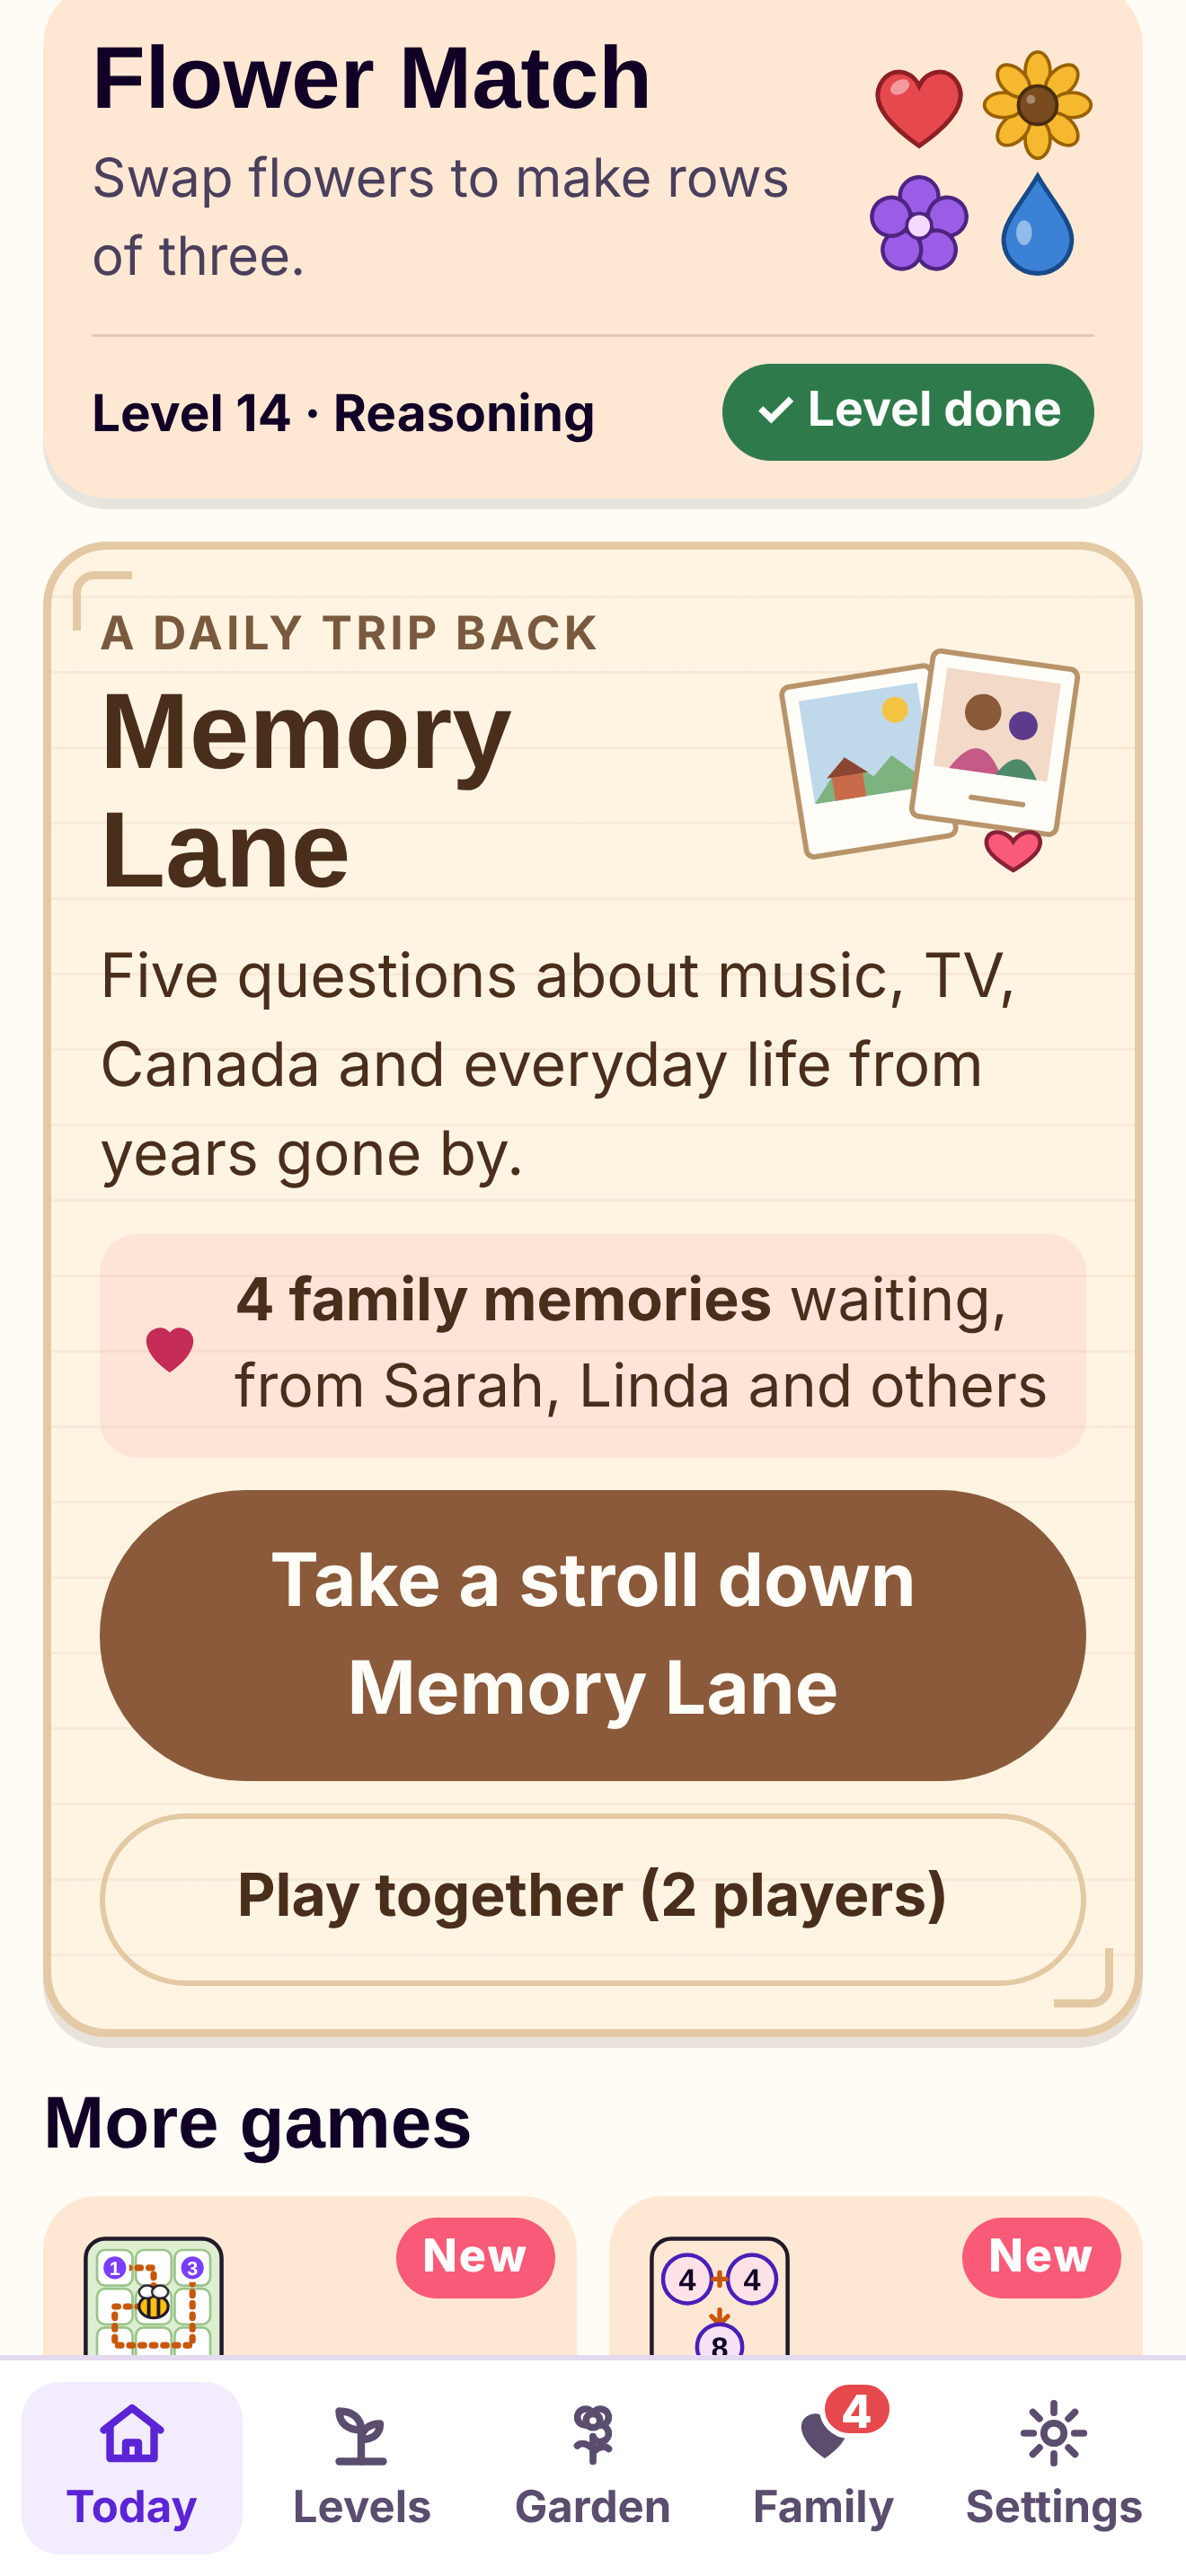 Flower Match
Swap flowers to make rows
of three.
Level 14 · Reasoning
✓ Level done
A DAILY TRIP BACK
Memory
Lane
Five questions about music, TV,
Canada and everyday life from
years gone by.
4 family memories waiting,
from Sarah, Linda and others
Take a stroll down
Memory Lane
Play together (2 players)
More games
New
1 3
New
4 + 4
8
Today
Levels
Garden
4
Family
Settings